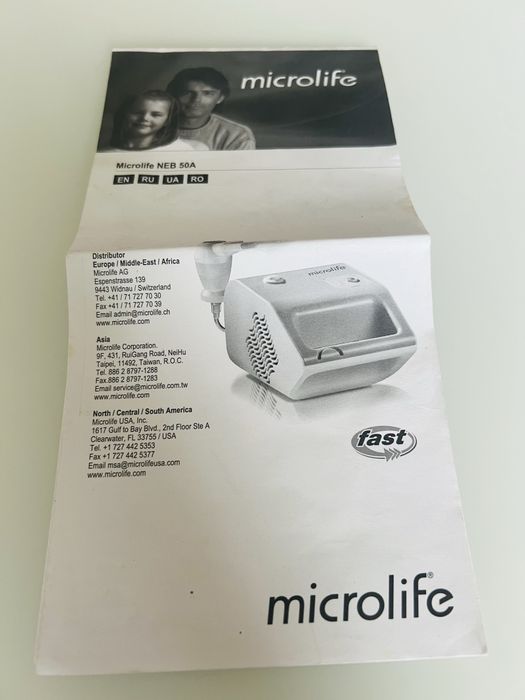 microlife
Microlife NEB 50A
EN RU UA RO
Distributor
Europe / Middle-East / Africa
Microlife AG
Espenstrasse 139
9443 Widnau / Switzerland
Tel. +41 / 71 727 70 30
Fax +41 / 71 727 70 39
Email admin@microlife.ch
www.microlife.com
Asia
Microlife Corporation.
9F, 431, RuiGang Road, NeiHu
Taipei, 11492, Taiwan, R.O.C.
Tel. 886 2 8797-1288
Fax.886 2 8797-1283
Email service@microlife.com.tw
www.microlife.com
North / Central / South America
Microlife USA, Inc.
1617 Gulf to Bay Blvd., 2nd Floor Ste A
Clearwater, FL 33755 / USA
Tel. +1 727 442 5353
Fax +1 727 442 5377
Email msa@microlifeusa.com
www.microlife.com
microlife
fast
microlife®